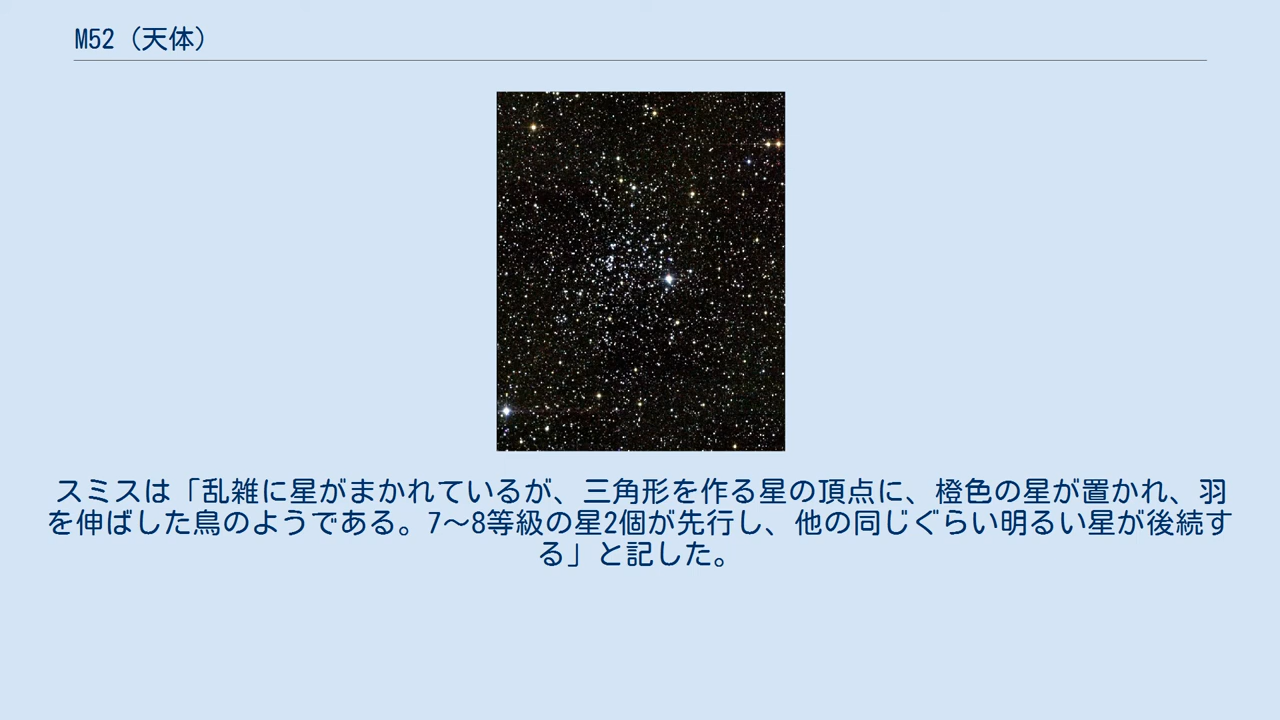 M52（天体）
スミスは「乱雑に星がまかれているが、三角形を作る星の頂点に、橙色の星が置かれ、羽
を伸ばした鳥のようである。7〜8等級の星2個が先行し、他の同じぐらい明るい星が後続す
る」と記した。